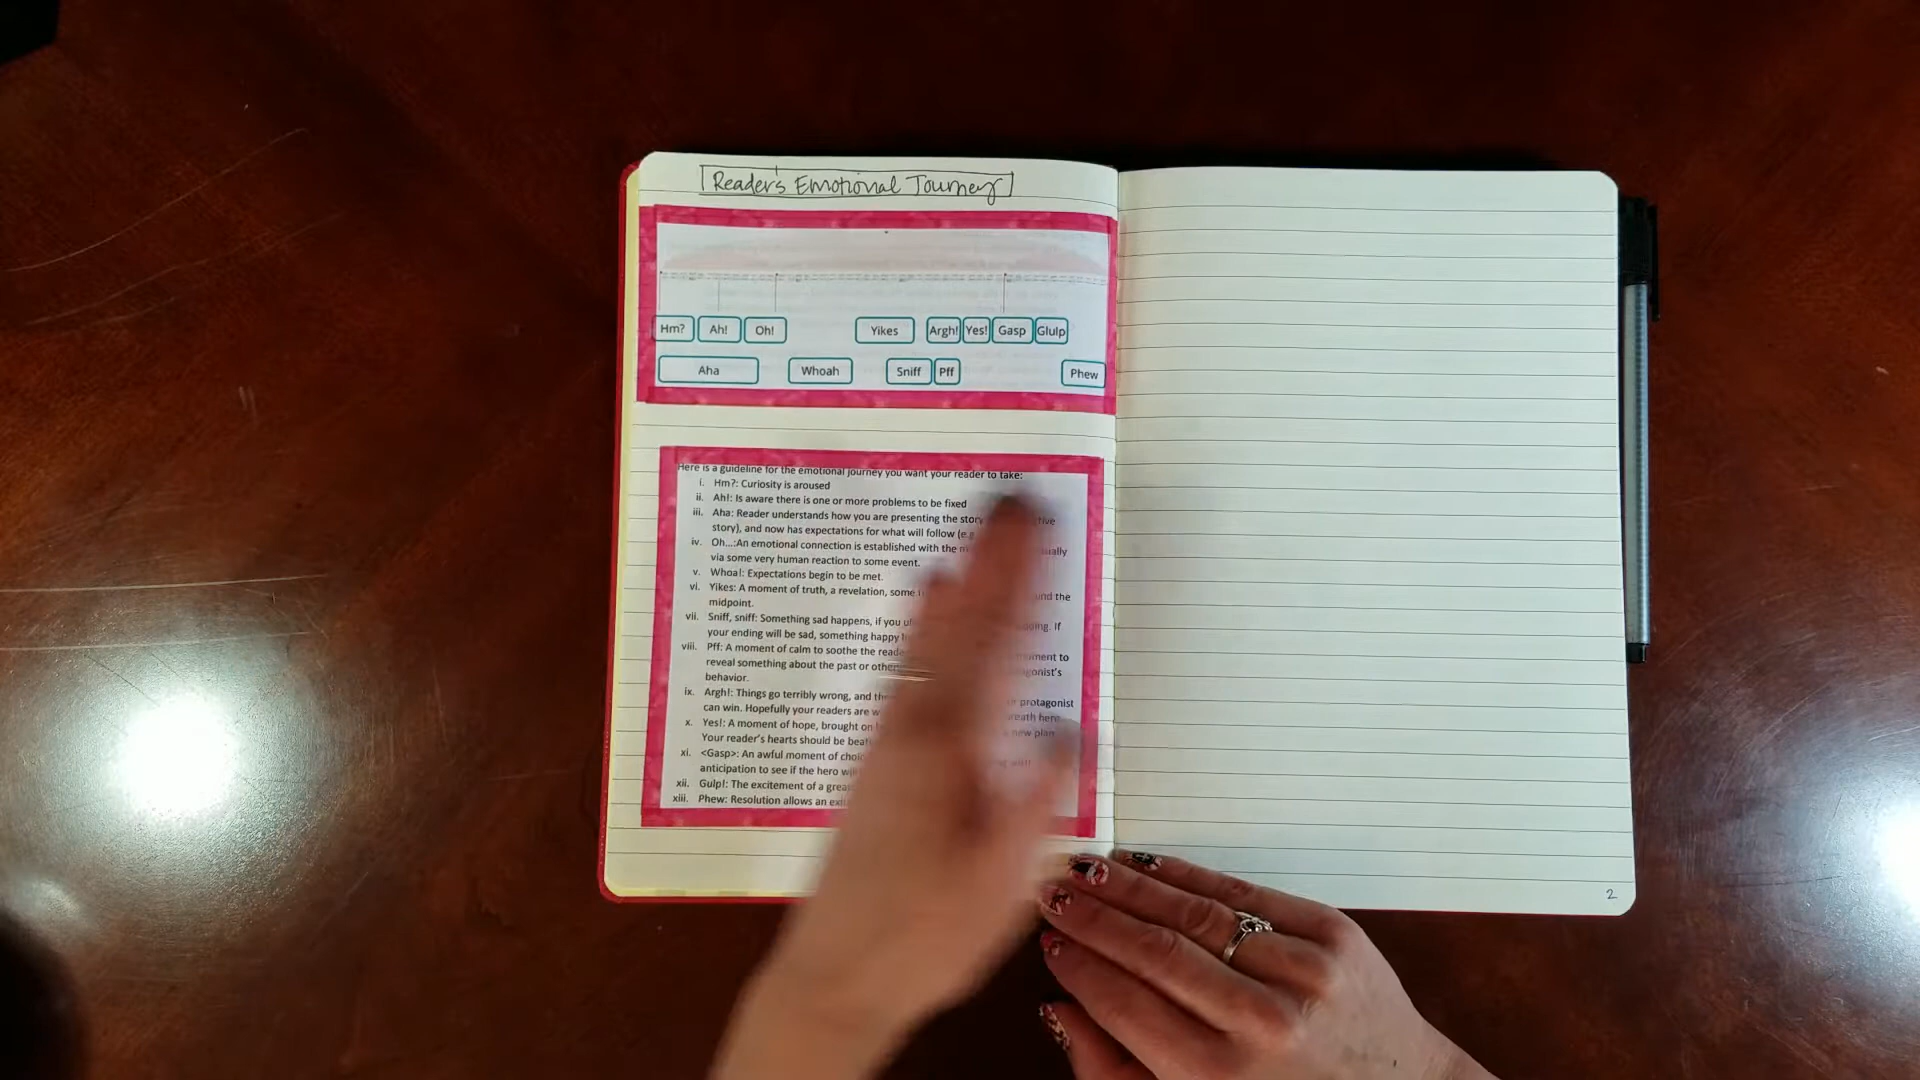 Reader's Emotional Journey
Hm? Ah! Oh! Yikes Argh! Yes! Gasp Glulp
Aha Whoah Sniff Pff Phew
Here is a guideline for the emotional journey you want your reader to take:
i. Hm?: Curiosity is aroused
ii. Ah!: Is aware there is one or more problems to be fixed
iii. Aha: Reader understands how you are presenting the story
story), and now has expectations for what will follow (e.g.
iv. Oh...:An emotional connection is established with the
via some very human reaction to some event.
v. Whoa!: Expectations begin to be met.
vi. Yikes: A moment of truth, a revelation, some the
midpoint.
vii. Sniff, sniff: Something sad happens, if you If
your ending will be sad, something happy
viii. Pff: A moment of calm to soothe the to
reveal something about the past or
behavior.
ix. Argh!: Things go terribly wrong, and protagonist
can win. Hopefully your readers are here
x. Yes!: A moment of hope, brought on new plan
Your reader's hearts should be
xi. <Gasp>: An awful moment of
anticipation to see if the hero
xii. Gulp!: The excitement of a
xiii. Phew: Resolution allows an
2